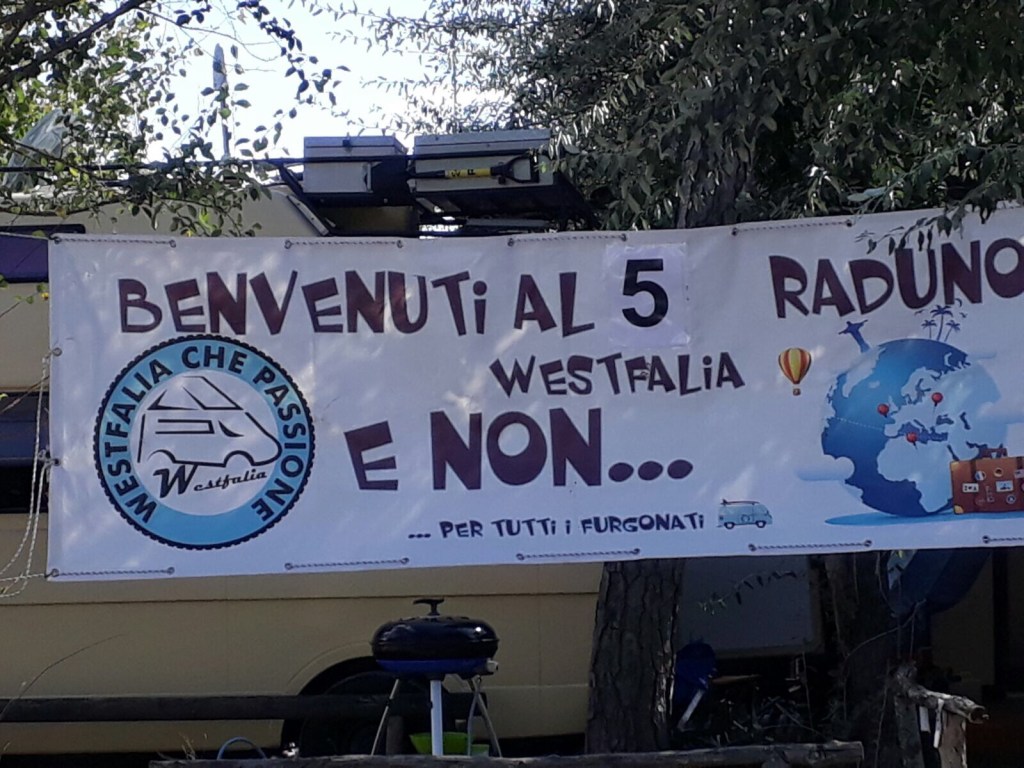 BENVENUTi AL 5 RADUNO
WESTFALiA
E NON...
... PER TUTTI I FURGONATI
WESTFALIA CHE PASSIONE
Westfalia